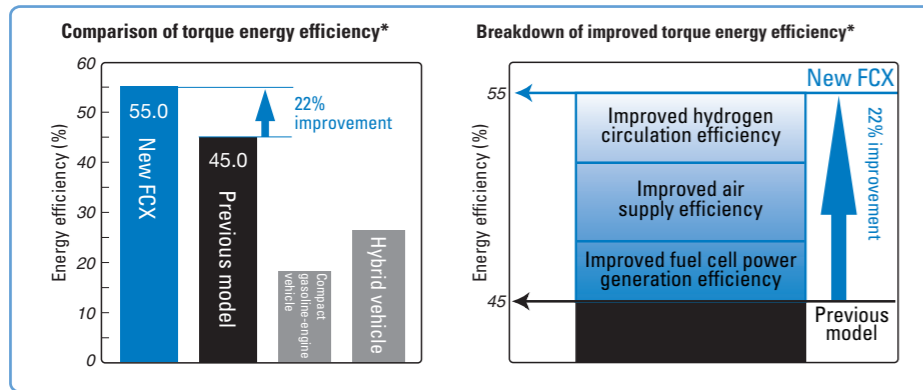 Comparison of torque energy efficiency*
Energy efficiency (%)
60
50
40
30
20
10
0
55.0
New FCX
45.0
Previous model
22%
improvement
Compact
gasoline-engine
vehicle
Hybrid vehicle
Breakdown of improved torque energy efficiency*
Energy efficiency (%)
55
45
New FCX
Improved hydrogen
circulation efficiency
Improved air
supply efficiency
Improved fuel cell power
generation efficiency
22% improvement
Previous
model